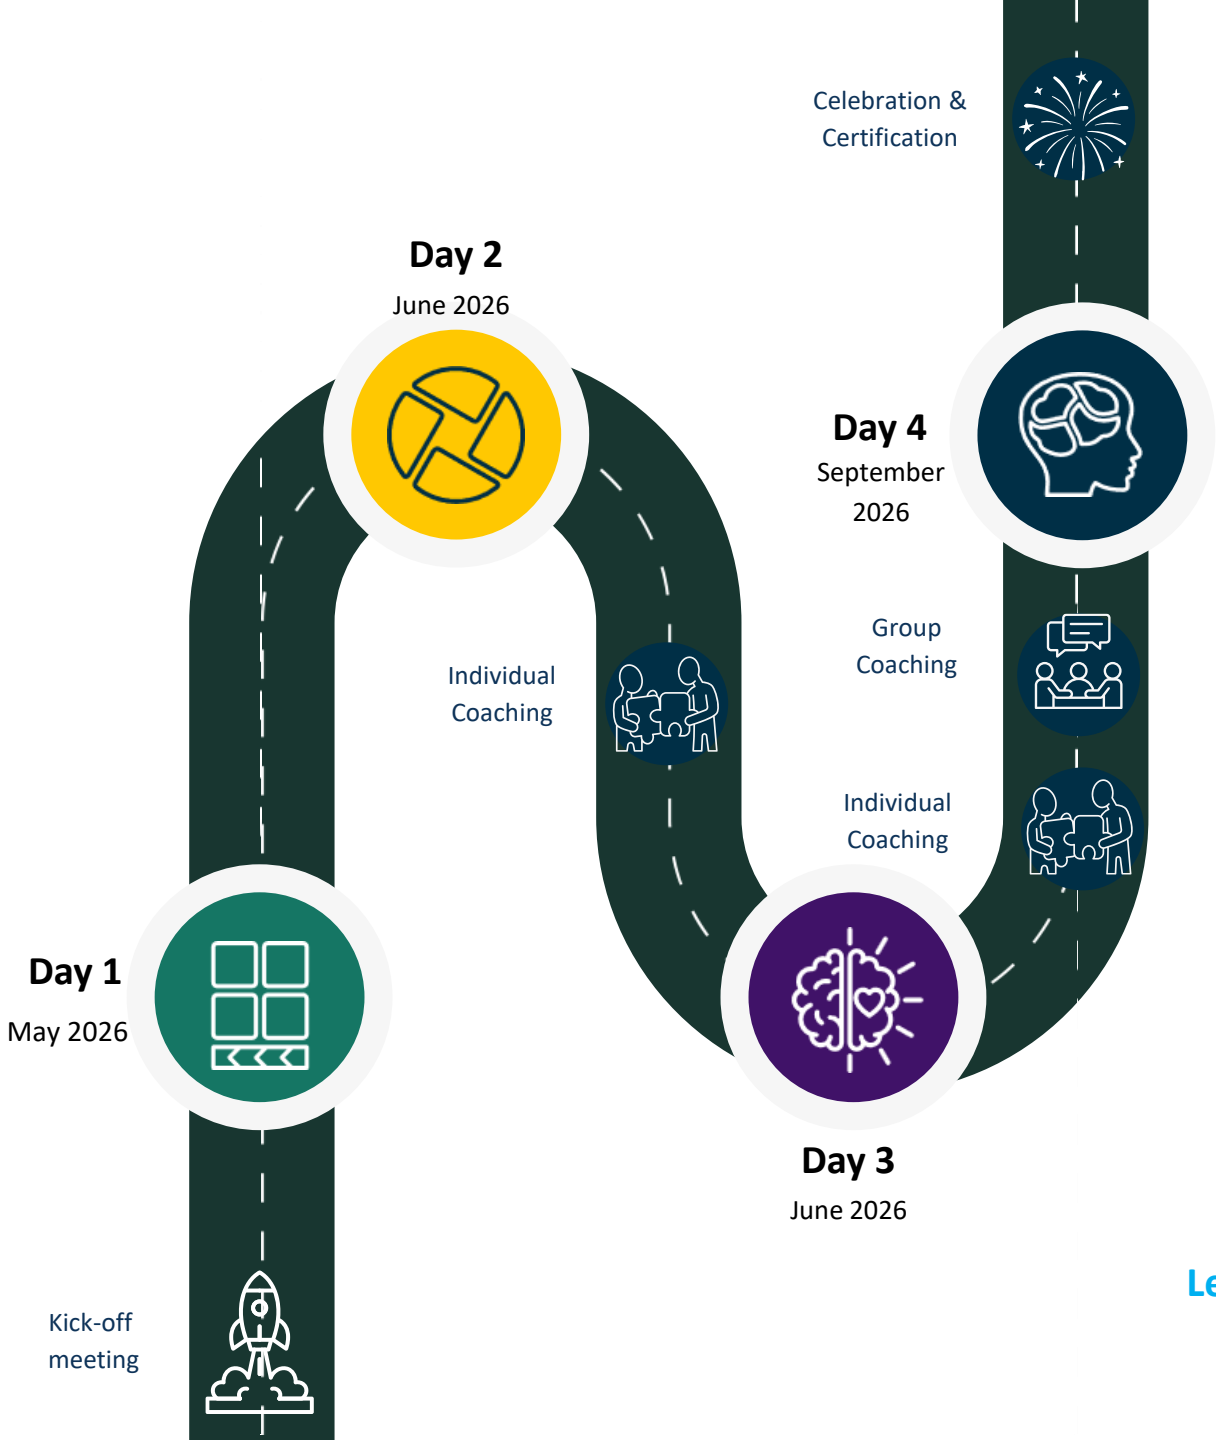 Celebration &
Certification
Day 2
June 2026
Day 4
September
2026
Group
Coaching
Individual
Coaching
Individual
Coaching
Day 1
May 2026
Day 3
June 2026
Kick-off
meeting